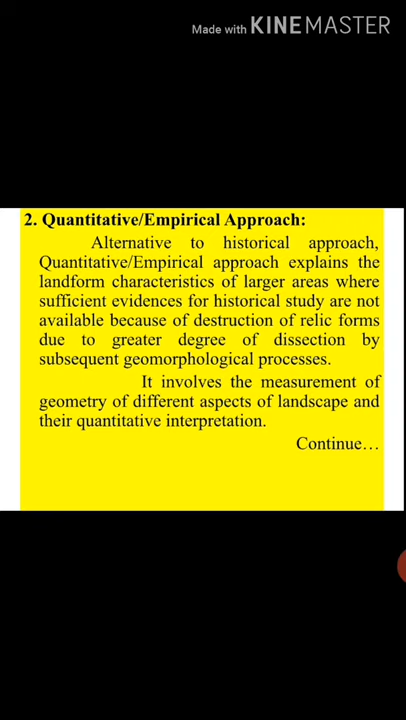 Made with KINEMASTER
2. Quantitative/Empirical Approach:
Alternative to historical approach,
Quantitative/Empirical approach explains the
landform characteristics of larger areas where
sufficient evidences for historical study are not
available because of destruction of relic forms
due to greater degree of dissection by
subsequent geomorphological processes.
It involves the measurement of
geometry of different aspects of landscape and
their quantitative interpretation.
Continue…